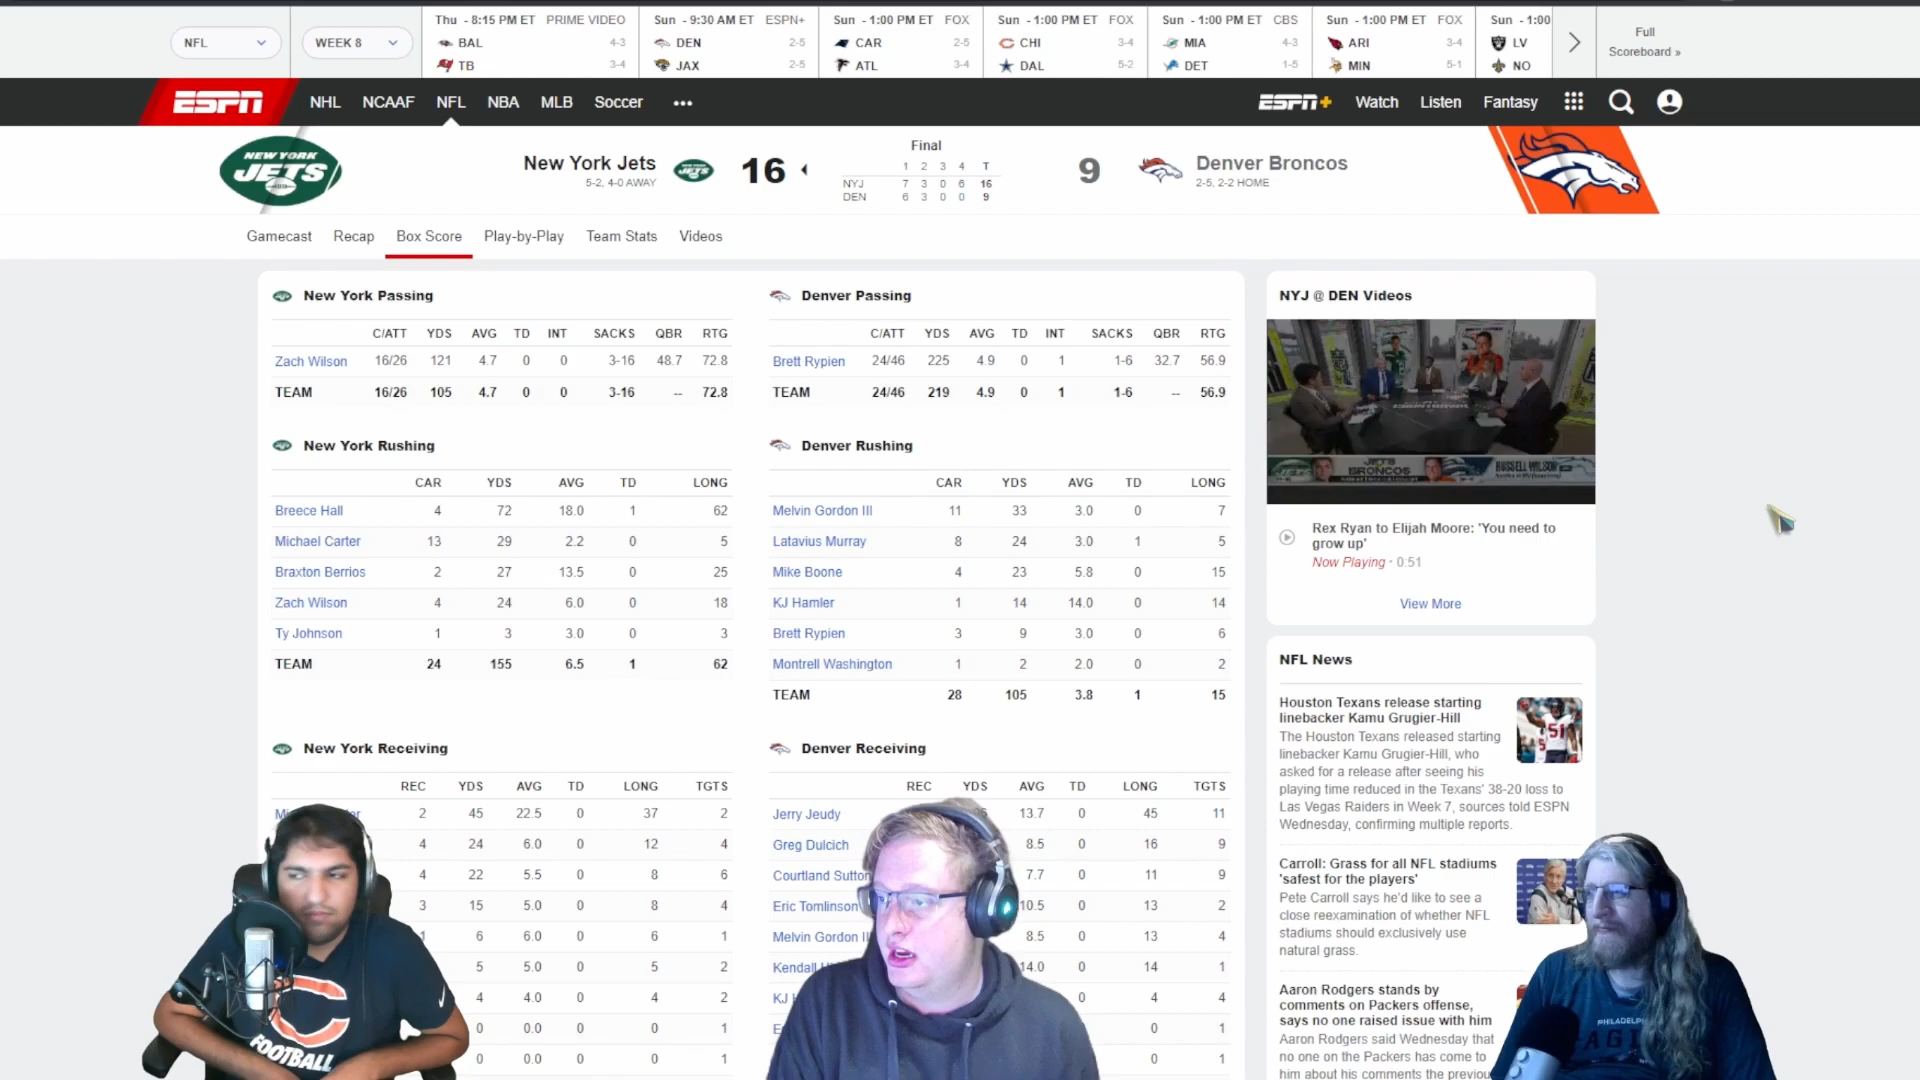 NFL
WEEK 8
Thu - 8:15 PM ET PRIME VIDEO
BAL 4-3
TB 3-4
Sun - 9:30 AM ET ESPN+
DEN 2-5
JAX 2-5
Sun - 1:00 PM ET FOX
CAR 2-5
ATL 3-4
Sun - 1:00 PM ET FOX
CHI 3-4
DAL 5-2
Sun - 1:00 PM ET CBS
MIA 4-3
DET 1-5
Sun - 1:00 PM ET FOX
ARI 3-4
MIN 5-1
Sun - 1:00
LV
NO
Full
Scoreboard »
ESPN NHL NCAAF NFL NBA MLB Soccer ••• ESPN+ Watch Listen Fantasy
NEW YORK
JETS
New York Jets
5-2, 4-0 AWAY
JETS
16
Final
1 2 3 4 T
NYJ 7 3 0 6 16
DEN 6 3 0 0 9
9
Denver Broncos
2-5, 2-2 HOME
Gamecast Recap Box Score Play-by-Play Team Stats Videos
New York Passing
C/ATT YDS AVG TD INT SACKS QBR RTG
Zach Wilson 16/26 121 4.7 0 0 3-16 48.7 72.8
TEAM 16/26 105 4.7 0 0 3-16 -- 72.8
Denver Passing
C/ATT YDS AVG TD INT SACKS QBR RTG
Brett Rypien 24/46 225 4.9 0 1 1-6 32.7 56.9
TEAM 24/46 219 4.9 0 1 1-6 -- 56.9
New York Rushing
CAR YDS AVG TD LONG
Breece Hall 4 72 18.0 1 62
Michael Carter 13 29 2.2 0 5
Braxton Berrios 2 27 13.5 0 25
Zach Wilson 4 24 6.0 0 18
Ty Johnson 1 3 3.0 0 3
TEAM 24 155 6.5 1 62
Denver Rushing
CAR YDS AVG TD LONG
Melvin Gordon III 11 33 3.0 0 7
Latavius Murray 8 24 3.0 1 5
Mike Boone 4 23 5.8 0 15
KJ Hamler 1 14 14.0 0 14
Brett Rypien 3 9 3.0 0 6
Montrell Washington 1 2 2.0 0 2
TEAM 28 105 3.8 1 15
New York Receiving
REC YDS AVG TD LONG TGTS
2 45 22.5 0 37 2
4 24 6.0 0 12 4
4 22 5.5 0 8 6
3 15 5.0 0 8 4
1 6 6.0 0 6 1
5 5.0 0 5 2
4 4.0 0 4 2
0 0.0 0 0 1
0 0.0 0 0 1
Denver Receiving
REC YDS AVG TD LONG TGTS
Jerry Jeudy 13.7 0 45 11
Greg Dulcich 8.5 0 16 9
Courtland Sutton 7.7 0 11 9
Eric Tomlinson 10.5 0 13 2
Melvin Gordon 8.5 0 13 4
Kendall 14.0 0 14 1
KJ 0 4 4
0 1
0 1
NYJ @ DEN Videos
JETS
BRONCOS
RUSSELL WILSON
Rex Ryan to Elijah Moore: 'You need to
grow up'
Now Playing • 0:51
View More
NFL News
Houston Texans release starting
linebacker Kamu Grugier-Hill
The Houston Texans released starting
linebacker Kamu Grugier-Hill, who
asked for a release after seeing his
playing time reduced in the Texans' 38-20 loss to
Las Vegas Raiders in Week 7, sources told ESPN
Wednesday, confirming multiple reports.
51
Carroll: Grass for all NFL stadiums
'safest for the players'
Pete Carroll says he'd like to see a
close reexamination of whether NFL
stadiums should exclusively use
natural grass.
Aaron Rodgers stands by
comments on Packers offense,
says no one raised issue with him
Aaron Rodgers said Wednesday that
no one on the Packers has come to
him about his comments the previou
FOOTBALL